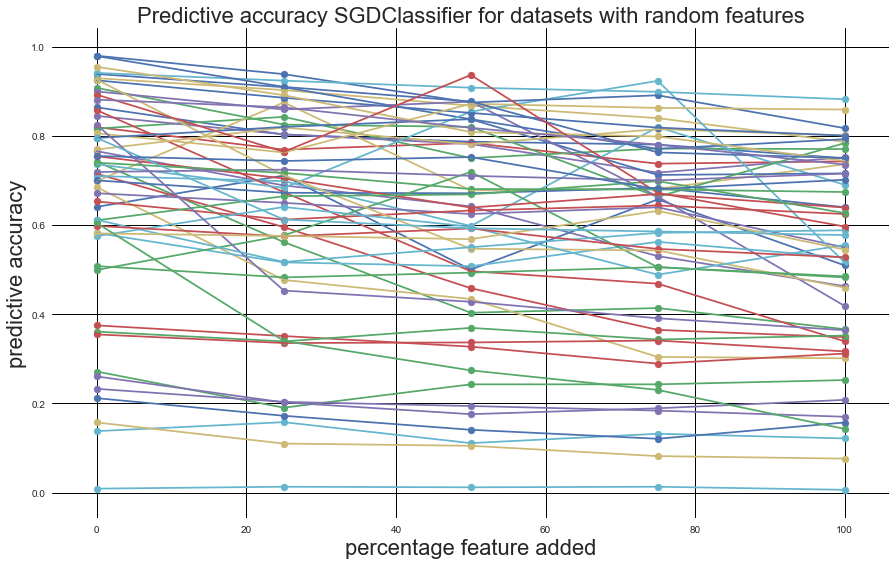 Predictive accuracy SGDClassifier for datasets with random features
predictive accuracy
1.0
0.8
0.6
0.4
0.2
0.0
0 20 40 60 80 100
percentage feature added